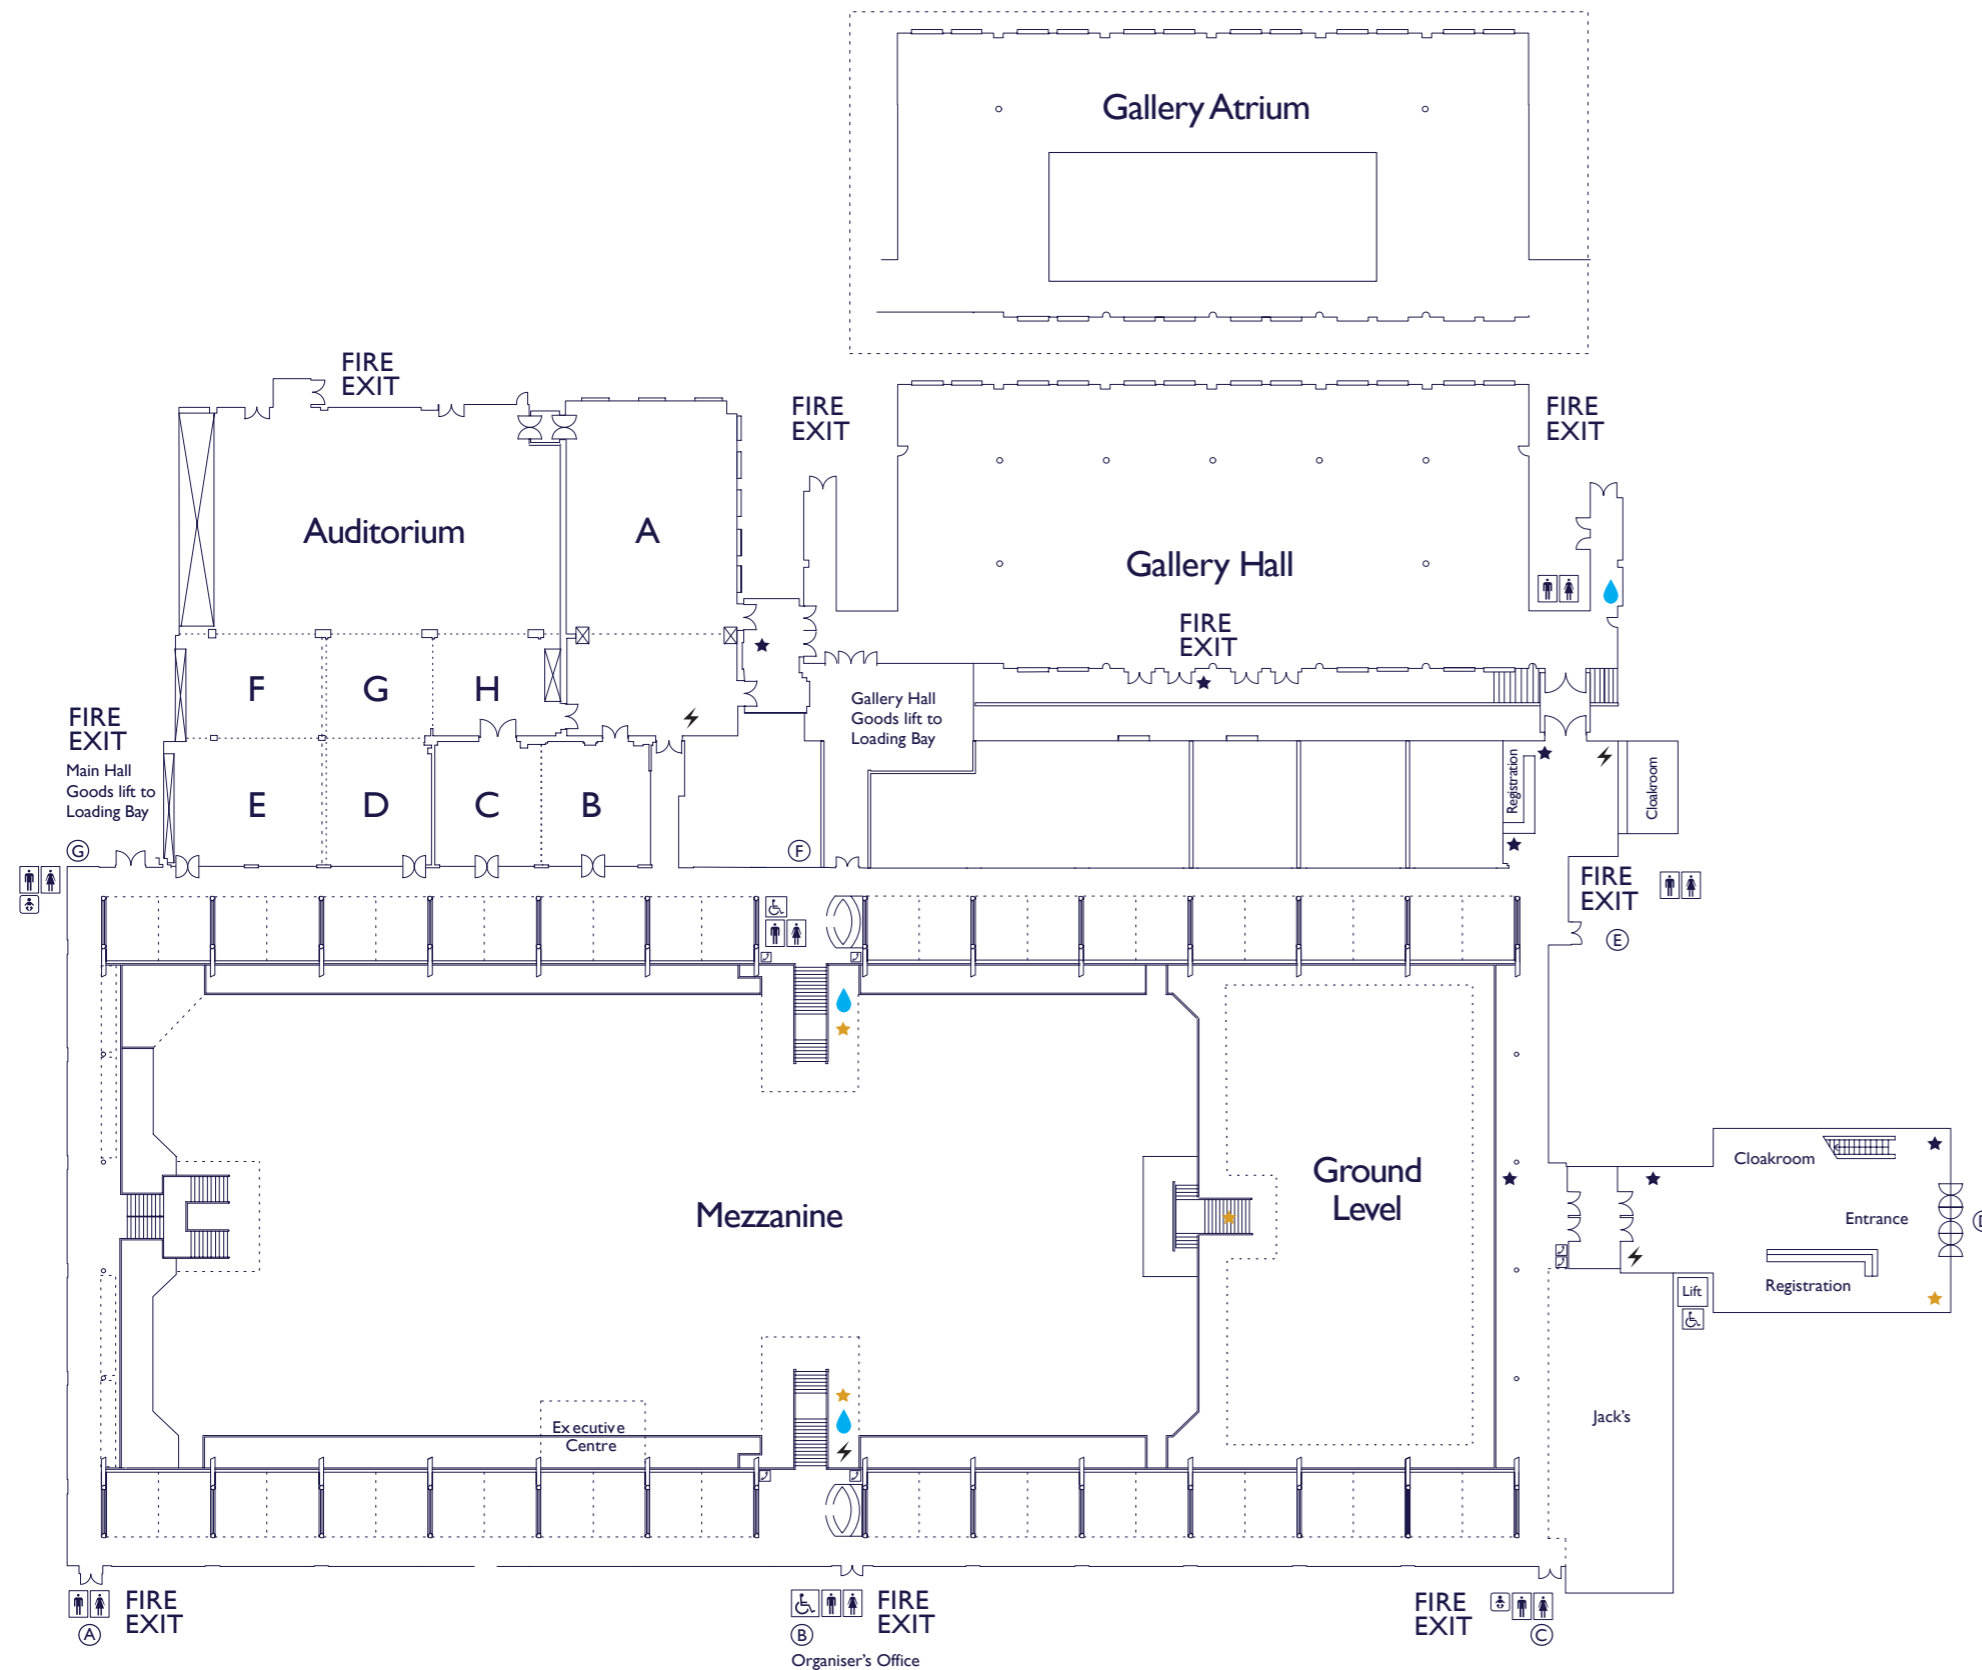 Gallery Atrium
FIRE
EXIT
FIRE
EXIT
FIRE
EXIT
Auditorium
A
Gallery Hall
FIRE
EXIT
F
G
H
Gallery Hall
Goods lift to
Loading Bay
FIRE
EXIT
Main Hall
Goods lift to
Loading Bay
E
D
C
B
Registration
Cloakroom
G
F
FIRE
EXIT
E
Cloakroom
Ground
Level
Mezzanine
Entrance
D
Registration
Lift
Jack's
Executive
Centre
FIRE
EXIT
A
FIRE
EXIT
B
Organiser's Office
FIRE
EXIT
C